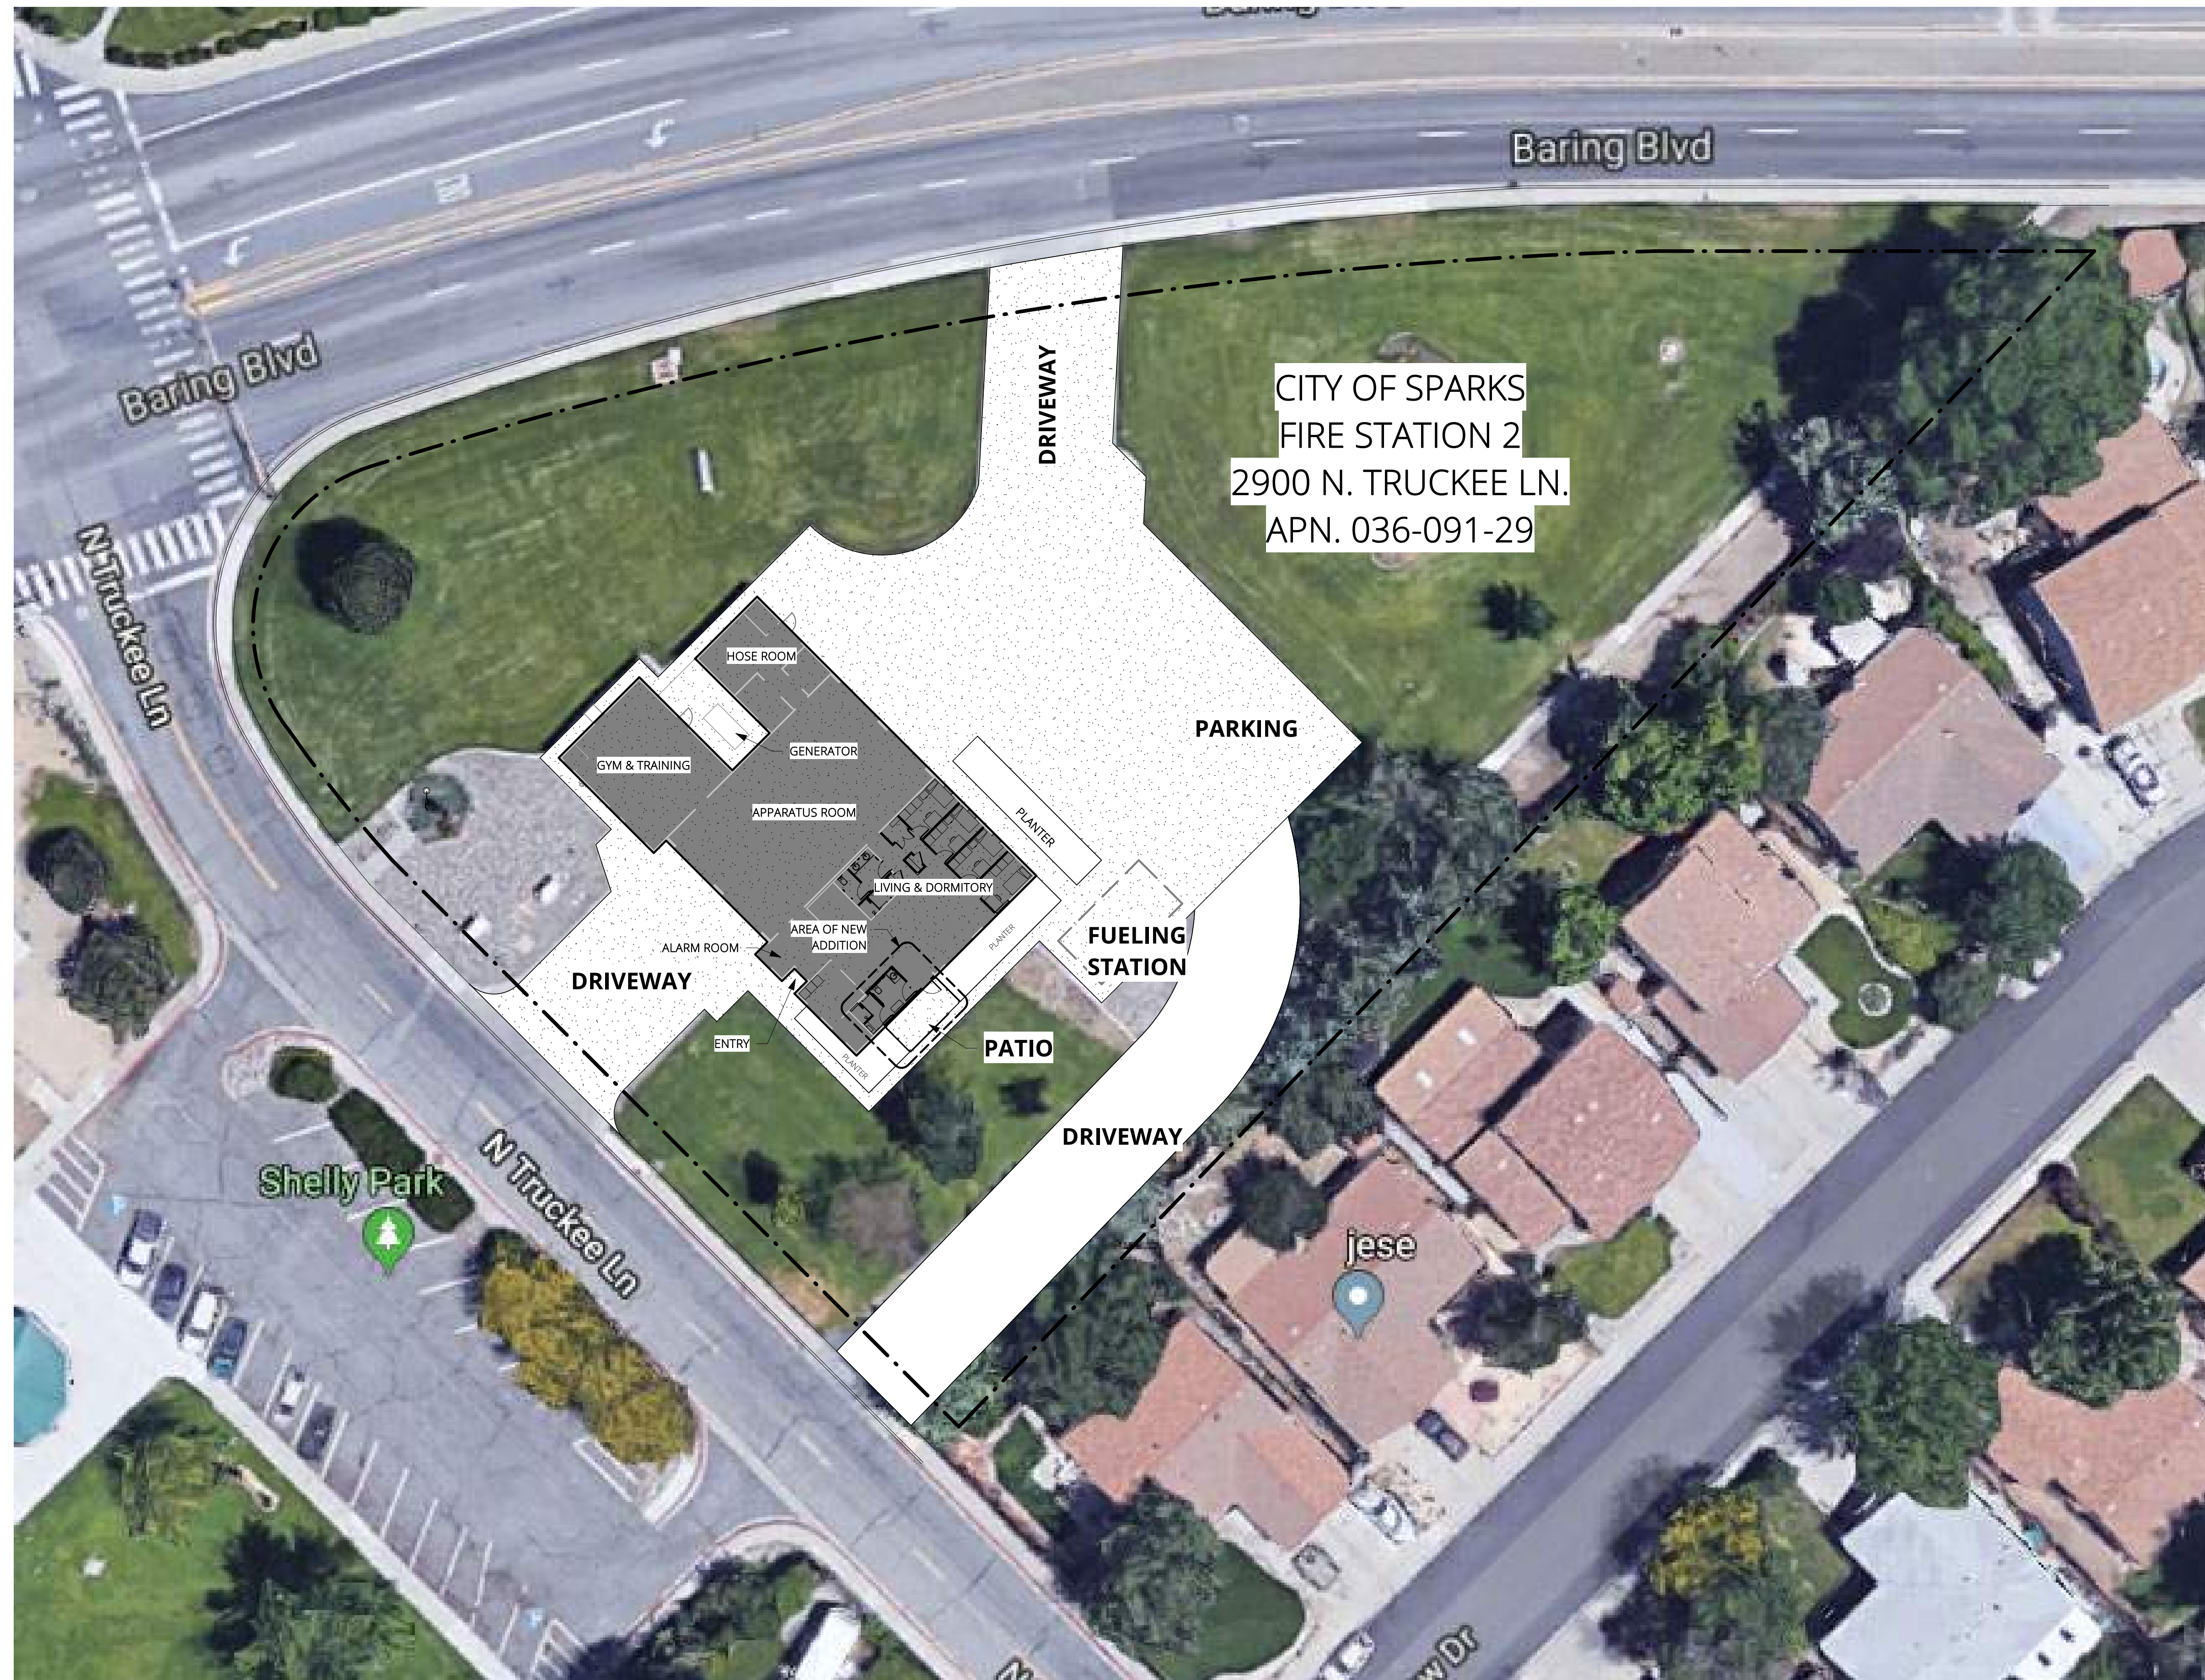 Baring Blvd
Baring Blvd
DRIVEWAY
CITY OF SPARKS
FIRE STATION 2
2900 N. TRUCKEE LN.
APN. 036-091-29
N Truckee Ln
HOSE ROOM
PARKING
GENERATOR
GYM & TRAINING
APPARATUS ROOM
PLANTER
LIVING & DORMITORY
AREA OF NEW
ADDITION
ALARM ROOM
PLANTER
FUELING
STATION
DRIVEWAY
ENTRY
PATIO
PLANTER
DRIVEWAY
N Truckee Ln
Shelly Park
jese
Dr